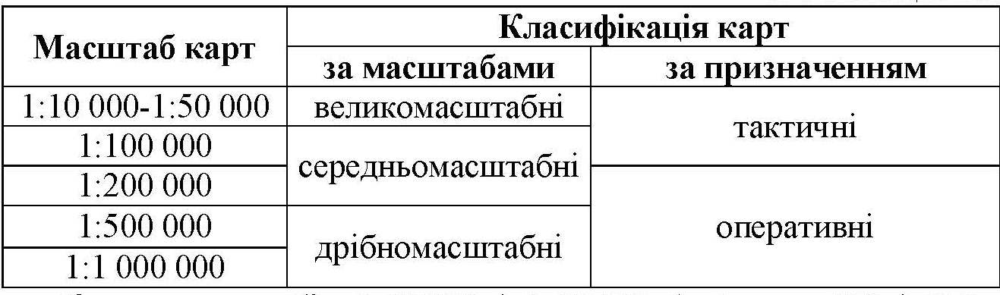 Масштаб карт
Класифікація карт
за масштабами
за призначенням
1:10 000-1:50 000
великомасштабні
тактичні
1:100 000
середньомасштабні
1:200 000
оперативні
1:500 000
дрібномасштабні
1:1 000 000